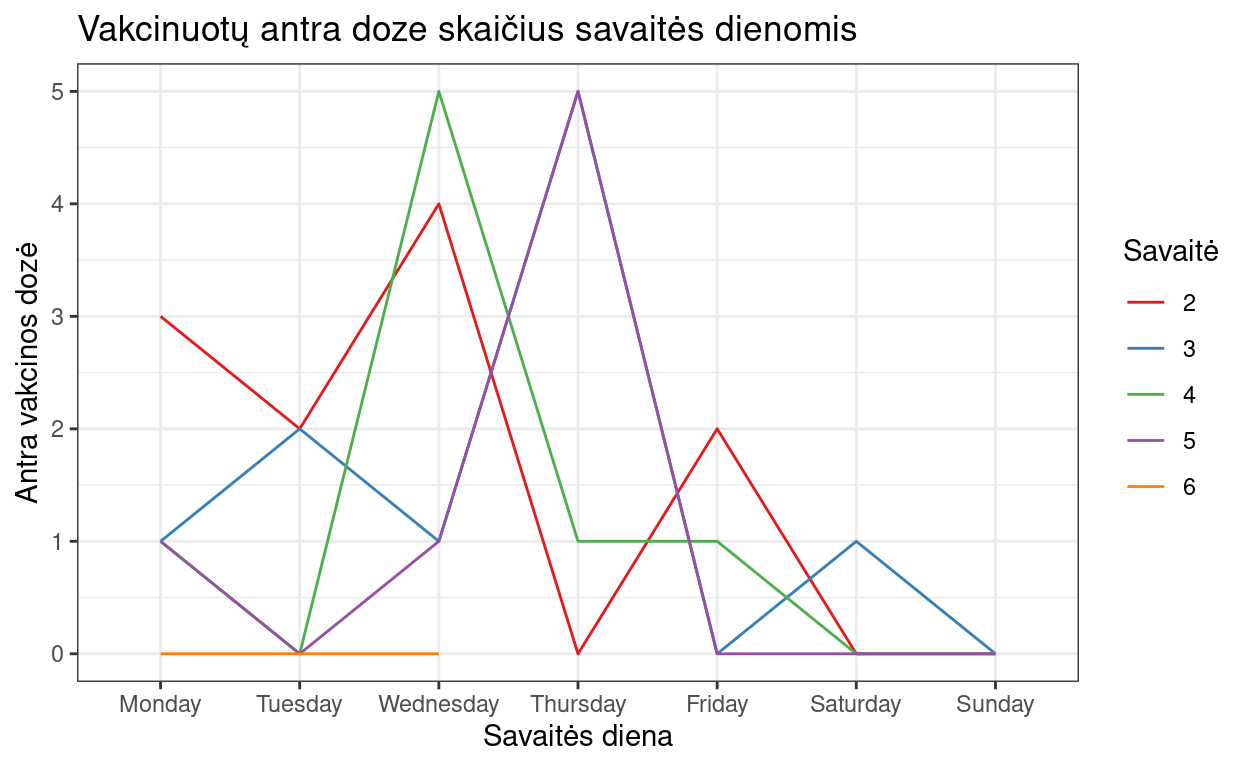 Vakcinuotų antra doze skaičius savaitės dienomis
Antra vakcinos dozė
5
4
3
2
1
0
Monday Tuesday Wednesday Thursday Friday Saturday Sunday
Savaitės diena
Savaitė
2
3
4
5
6